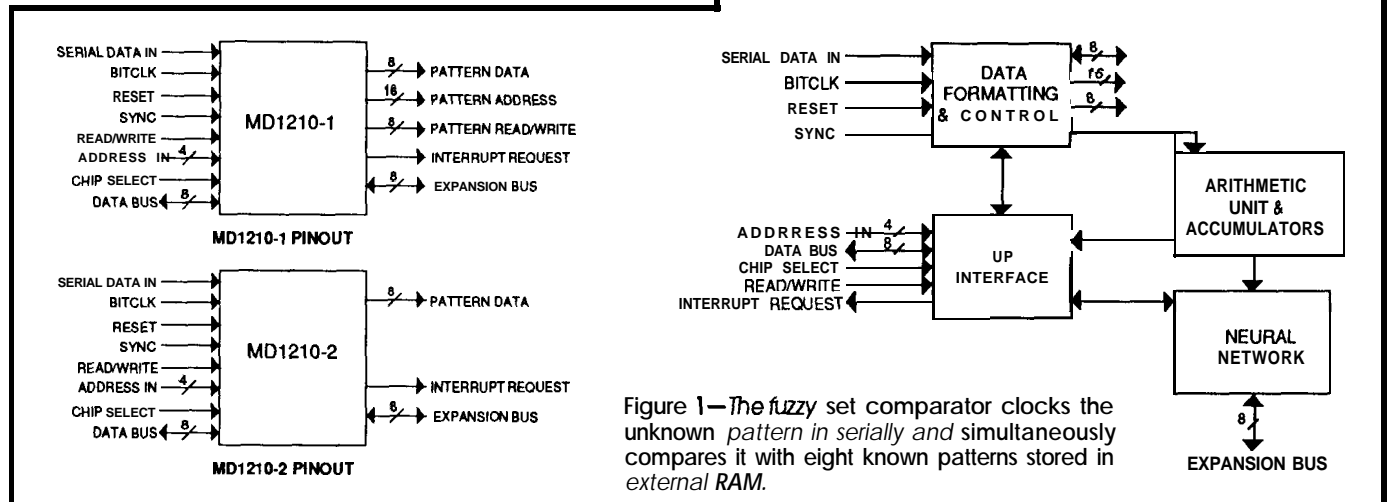 SERIAL DATA IN
BITCLK
RESET
SYNC
READ/WRITE
ADDRESS IN 4
CHIP SELECT
DATA BUS 8
MD1210-1
8 PATTERN DATA
16 PATTERN ADDRESS
8 PATTERN READ/WRITE
INTERRUPT REQUEST
8 EXPANSION BUS
MD1210-1 PINOUT
SERIAL DATA IN
BITCLK
RESET
SYNC
READ/WRITE
ADDRESS IN 4
CHIP SELECT
DATA BUS 8
MD1210-2
8 PATTERN DATA
INTERRUPT REQUEST
8 EXPANSION BUS
MD1210-2 PINOUT
SERIAL DATA IN
BITCLK
RESET
SYNC
DATA
FORMATTING
& CONTROL
8
16
8
ADDRRESS IN 4
DATA BUS 8
CHIP SELECT
READ/WRITE
INTERRUPT REQUEST
UP
INTERFACE
ARITHMETIC
UNIT &
ACCUMULATORS
NEURAL
NETWORK
8
EXPANSION BUS
Figure 1—The fuzzy set comparator clocks the
unknown pattern in serially and simultaneously
compares it with eight known patterns stored in
external RAM.